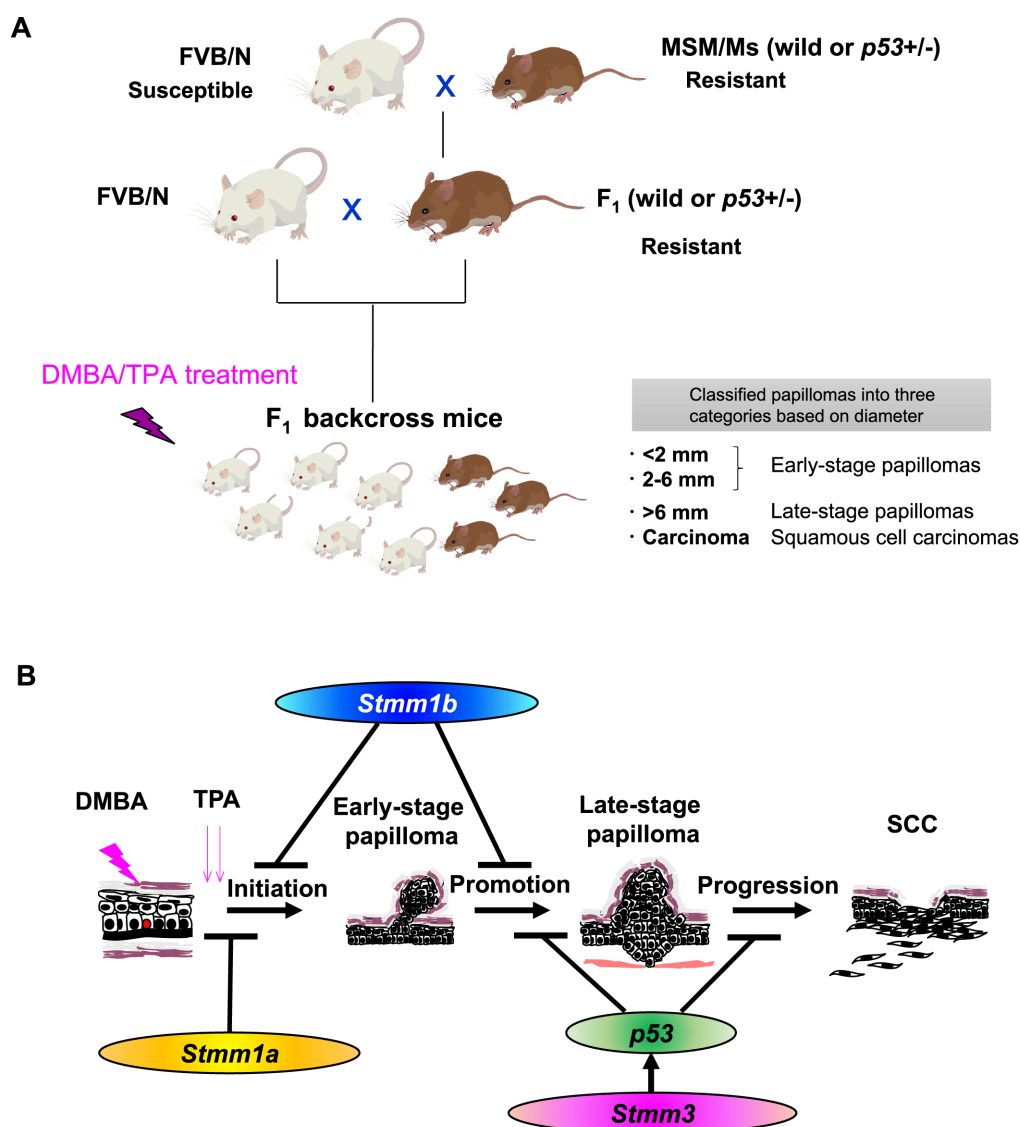 A
FVB/N
Susceptible
X
MSM/Ms (wild or p53+/-)
Resistant
FVB/N
X
F1 (wild or p53+/-)
Resistant
DMBA/TPA treatment
F1 backcross mice
Classified papillomas into three
categories based on diameter
・<2 mm
・2-6 mm
Early-stage papillomas
・>6 mm Late-stage papillomas
・Carcinoma Squamous cell carcinomas
B
Stmm1b
DMBA
TPA
Early-stage
papilloma
Late-stage
papilloma
SCC
Initiation
Promotion
Progression
Stmm1a
p53
Stmm3